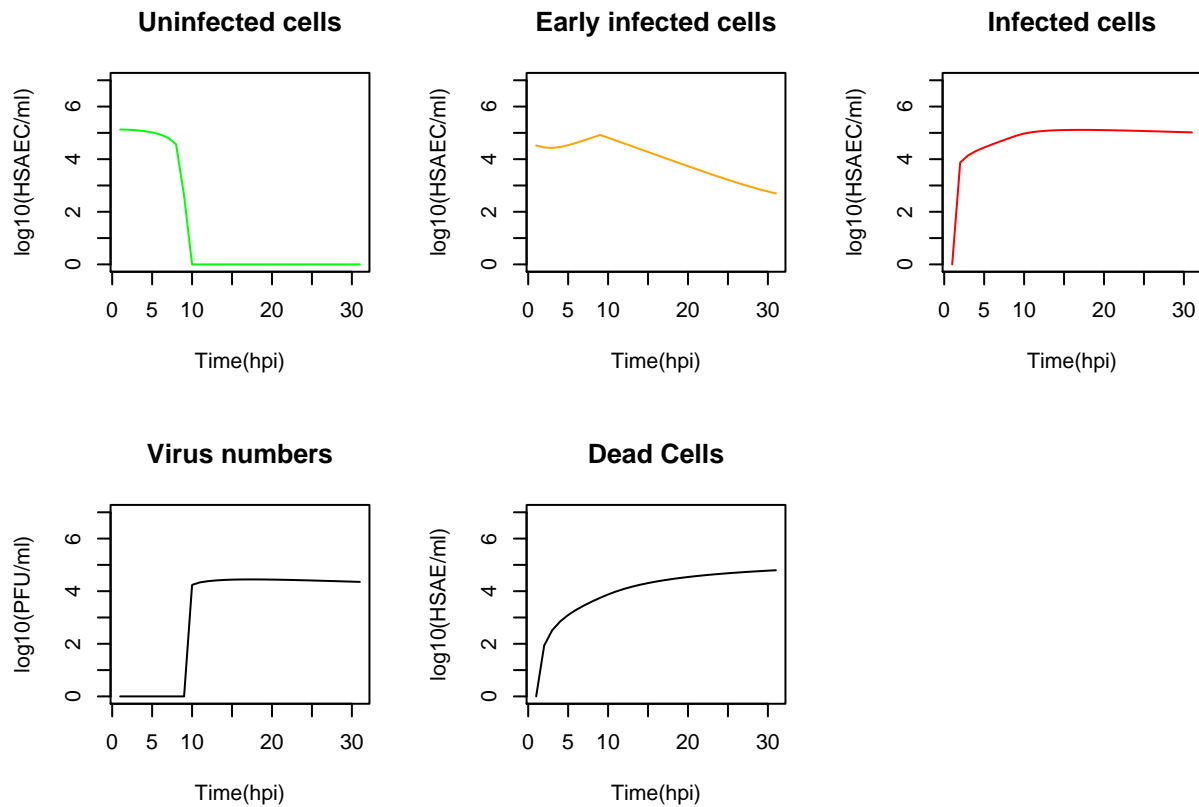 Uninfected cells
log10(HSAEC/ml)
0 2 4 6
0 5 10 20 30
Time(hpi)
Early infected cells
log10(HSAEC/ml)
0 2 4 6
0 5 10 20 30
Time(hpi)
Infected cells
log10(HSAEC/ml)
0 2 4 6
0 5 10 20 30
Time(hpi)
Virus numbers
log10(PFU/ml)
0 2 4 6
0 5 10 20 30
Time(hpi)
Dead Cells
log10(HSAE/ml)
0 2 4 6
0 5 10 20 30
Time(hpi)